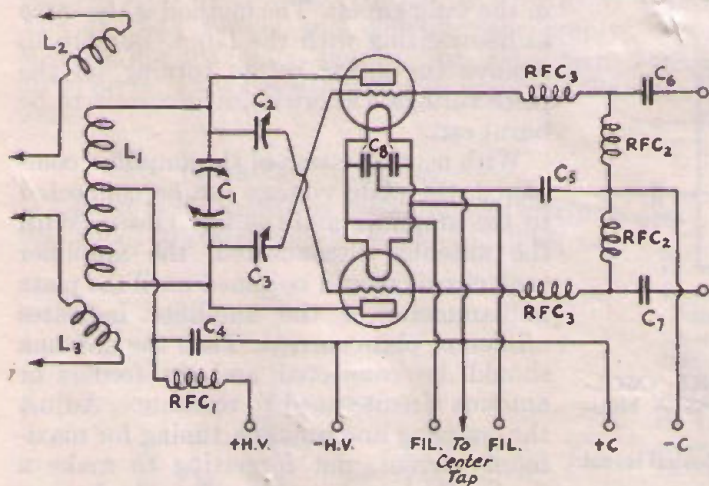 L2
RFC3
C6
C2
L1
C8
RFC2
C1
C5
RFC2
C3
L3
C4
RFC3
C7
RFC1
+H.V.
-H.V.
FIL.
To
Center
Tap
FIL.
+C
-C